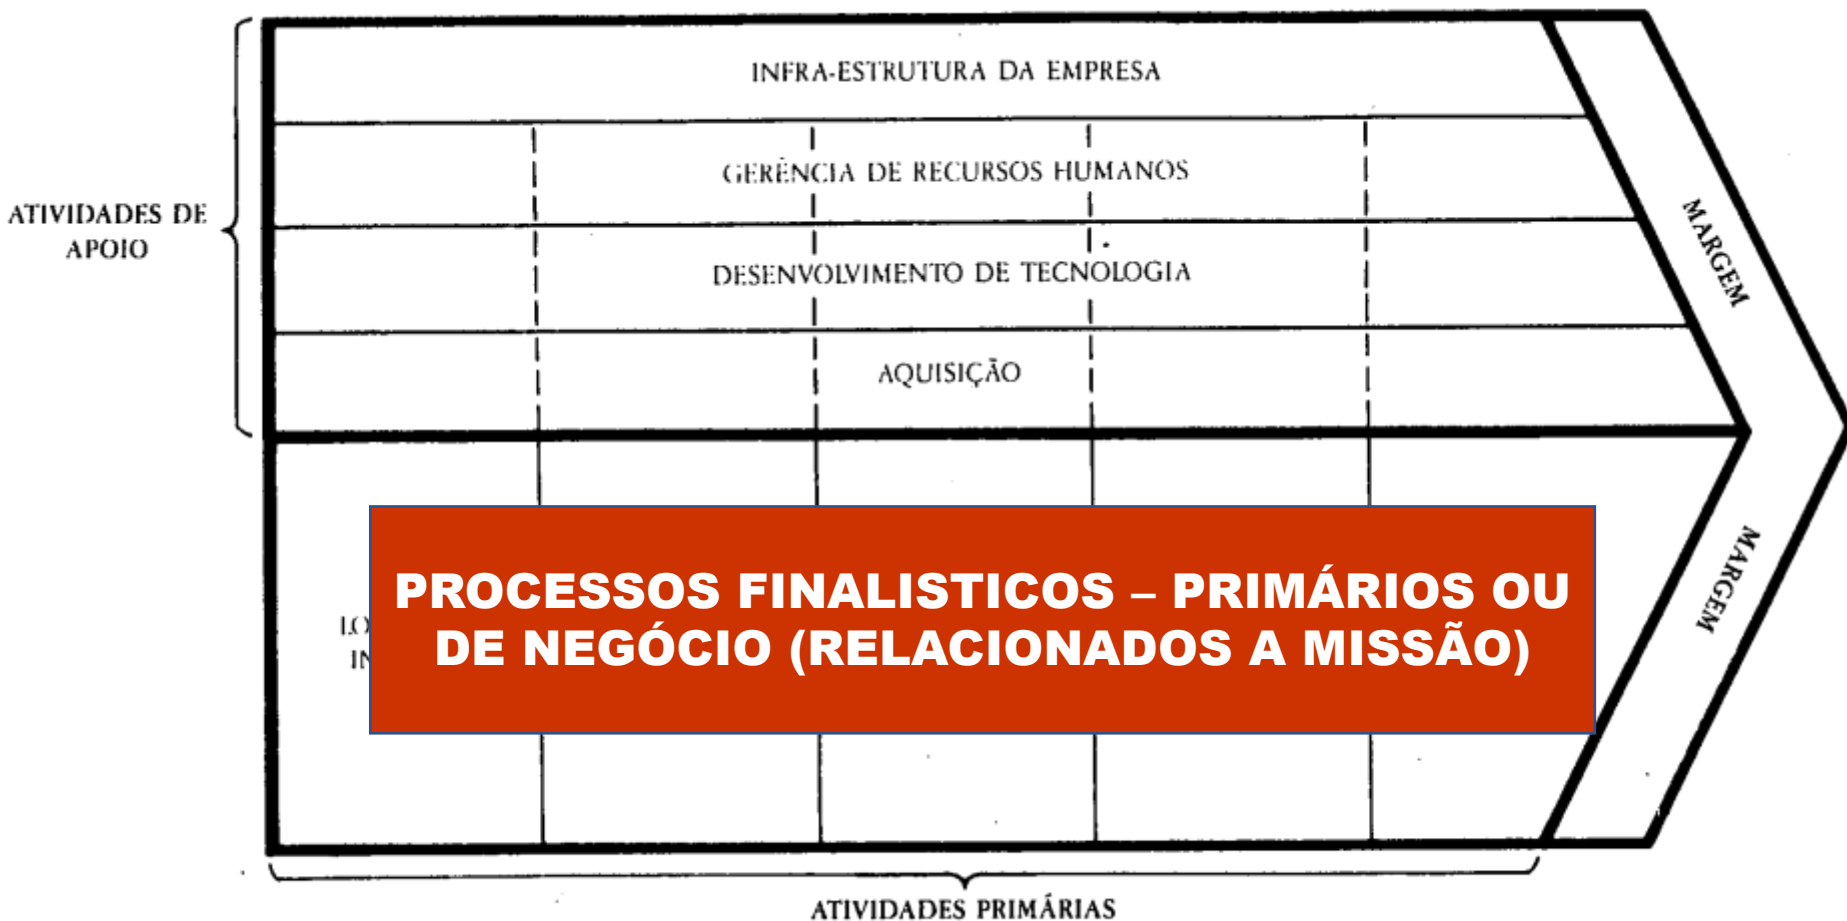 INFRA-ESTRUTURA DA EMPRESA
GERÊNCIA DE RECURSOS HUMANOS
ATIVIDADES DE
APOIO
DESENVOLVIMENTO DE TECNOLOGIA
AQUISIÇÃO
MARGEM
MARGEM
PROCESSOS FINALISTICOS – PRIMÁRIOS OU
DE NEGÓCIO (RELACIONADOS A MISSÃO)
ATIVIDADES PRIMÁRIAS